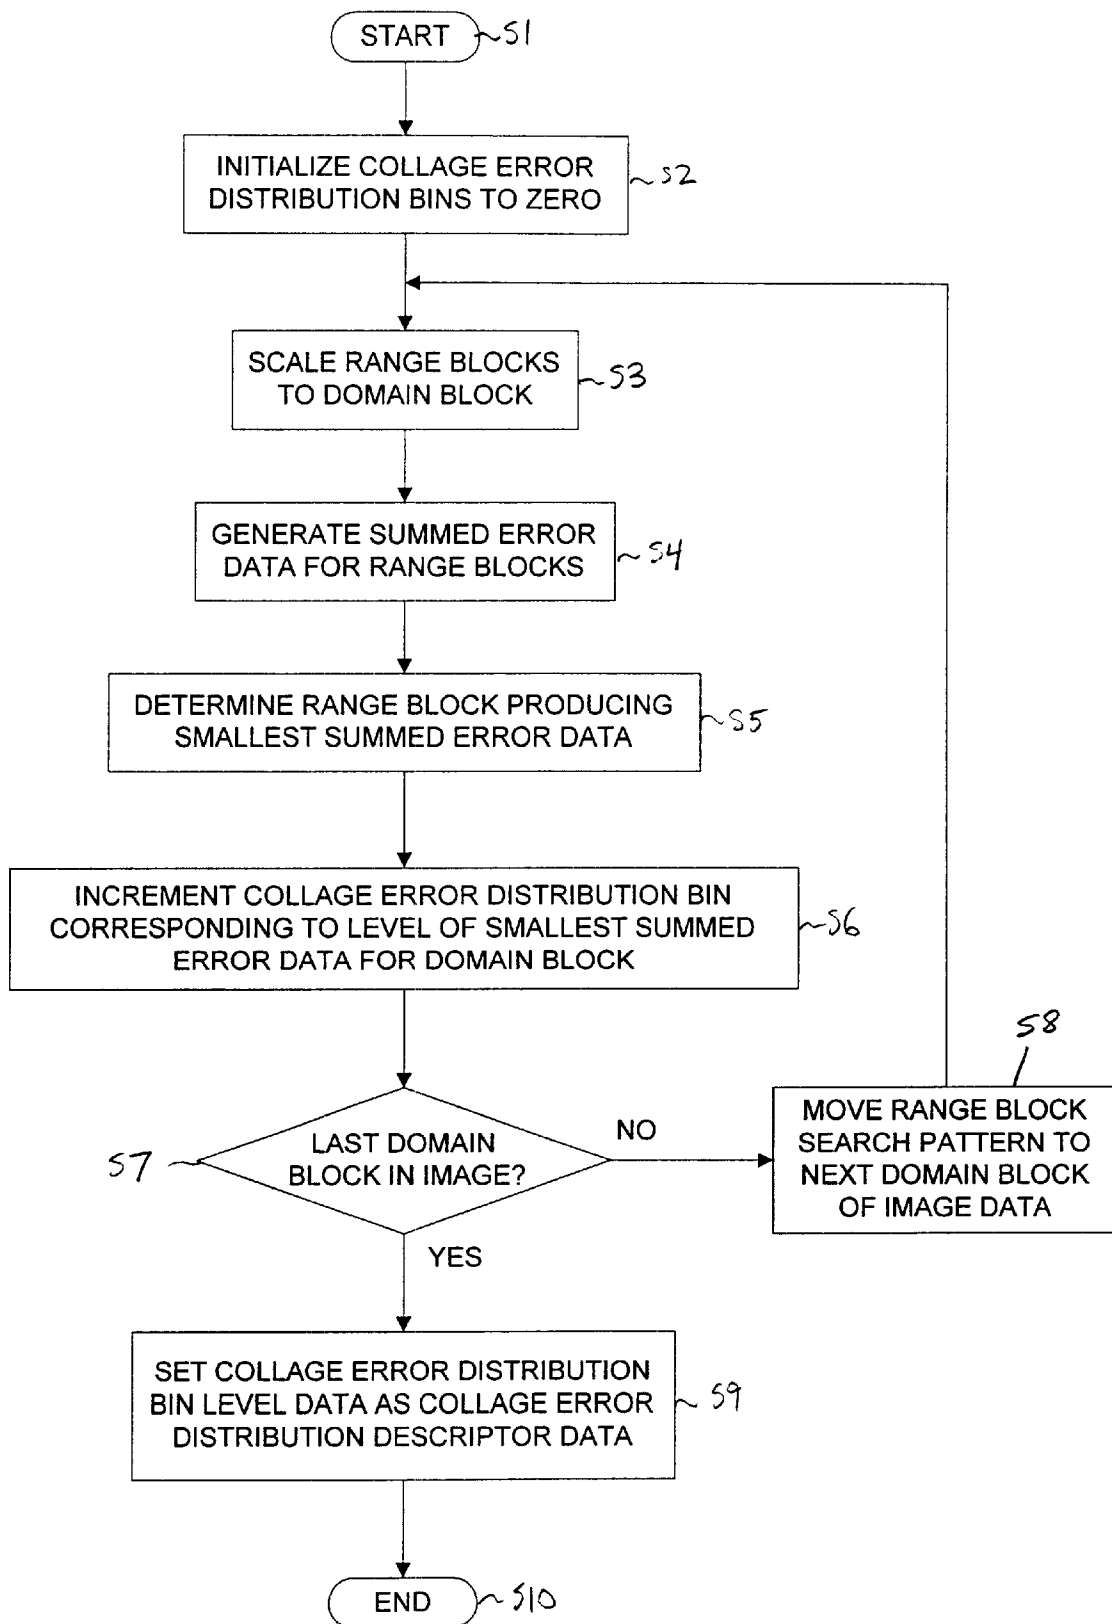 START
S1
INITIALIZE COLLAGE ERROR
DISTRIBUTION BINS TO ZERO
S2
SCALE RANGE BLOCKS
TO DOMAIN BLOCK
S3
GENERATE SUMMED ERROR
DATA FOR RANGE BLOCKS
S4
DETERMINE RANGE BLOCK PRODUCING
SMALLEST SUMMED ERROR DATA
S5
INCREMENT COLLAGE ERROR DISTRIBUTION BIN
CORRESPONDING TO LEVEL OF SMALLEST SUMMED
ERROR DATA FOR DOMAIN BLOCK
S6
S7
LAST DOMAIN
BLOCK IN IMAGE?
NO
S8
MOVE RANGE BLOCK
SEARCH PATTERN TO
NEXT DOMAIN BLOCK
OF IMAGE DATA
YES
SET COLLAGE ERROR DISTRIBUTION
BIN LEVEL DATA AS COLLAGE ERROR
DISTRIBUTION DESCRIPTOR DATA
S9
END
S10